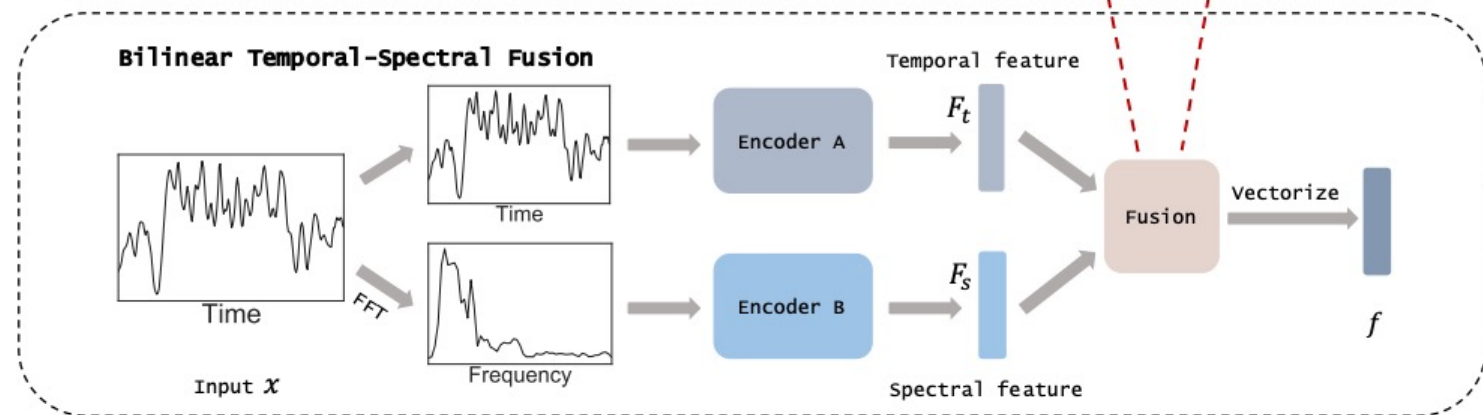 Bilinear Temporal-Spectral Fusion
Temporal feature
Time
Encoder A
F_t
Time
FFT
Fusion
Vectorize
Frequency
Encoder B
F_s
Input x
Spectral feature
f